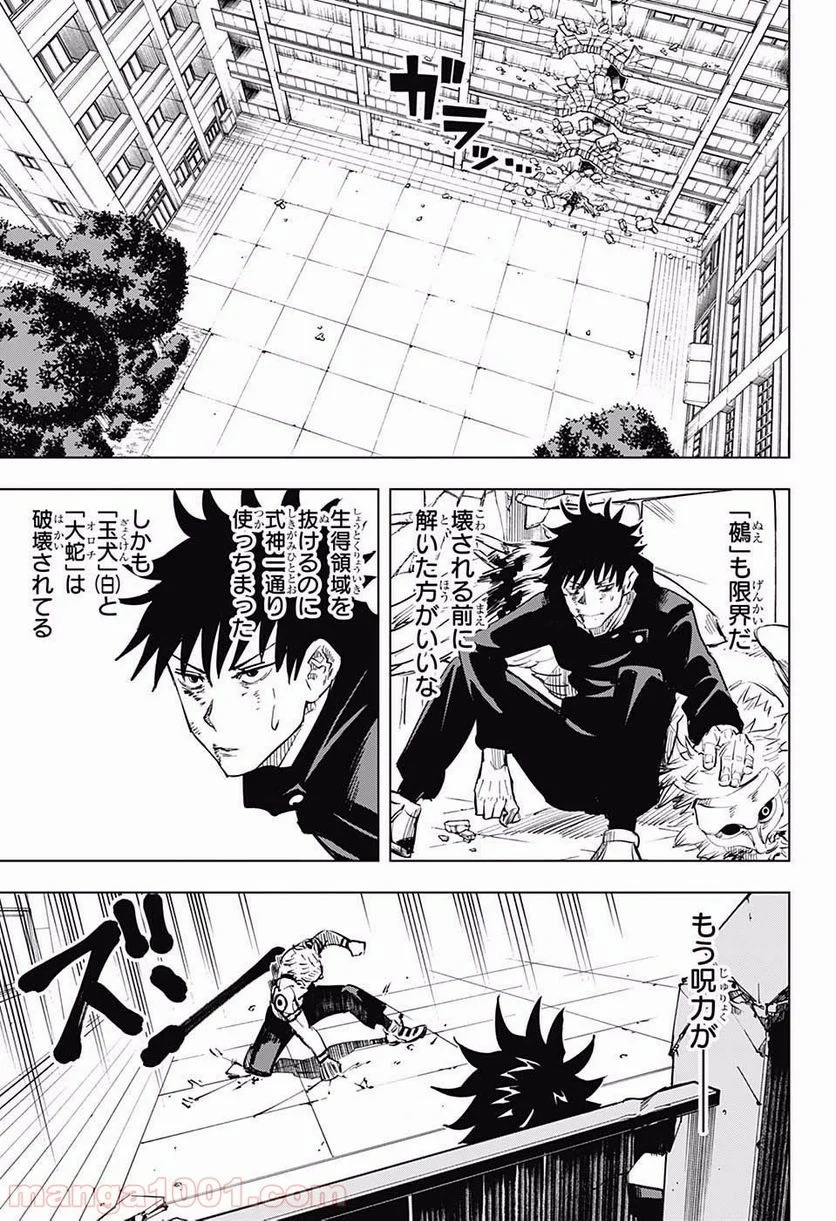 ガラッ…
「鵺」も限界だ
壊される前に
解いた方がいいな
生得領域を
抜けるのに
式神二通り
使っちまった
しかも
「玉犬」(白)と
「大蛇」は
破壊されてる
もう呪力が──
ズン
manga1001.com